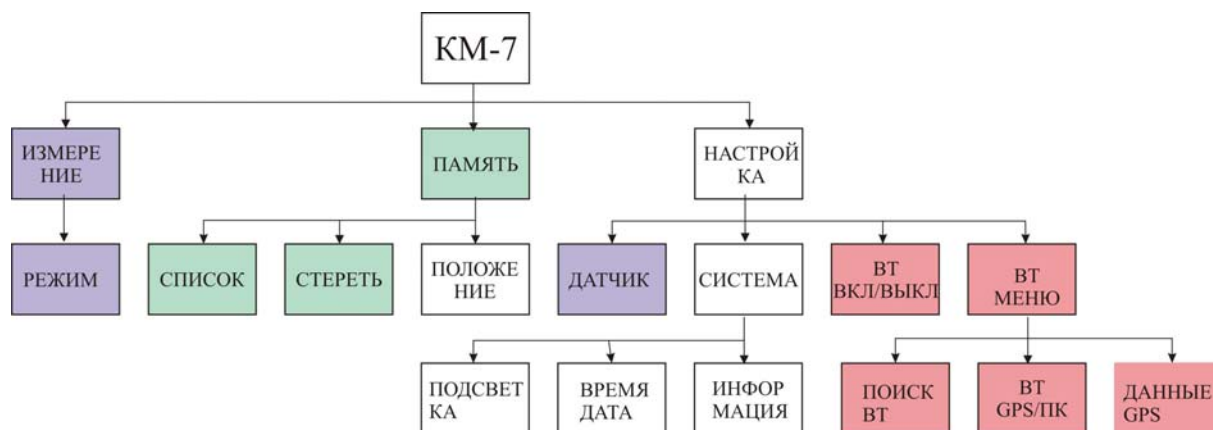 КМ-7
ИЗМЕРЕ
НИЕ
ПАМЯТЬ
НАСТРОЙ
КА
РЕЖИМ
СПИСОК
СТЕРЕТЬ
ПОЛОЖЕ
НИЕ
ДАТЧИК
СИСТЕМА
ВТ
ВКЛ/ВЫКЛ
ВТ
МЕНЮ
ПОДСВЕТ
КА
ВРЕМЯ
ДАТА
ИНФОР
МАЦИЯ
ПОИСК
ВТ
ВТ
GPS/ПК
ДАННЫЕ
GPS